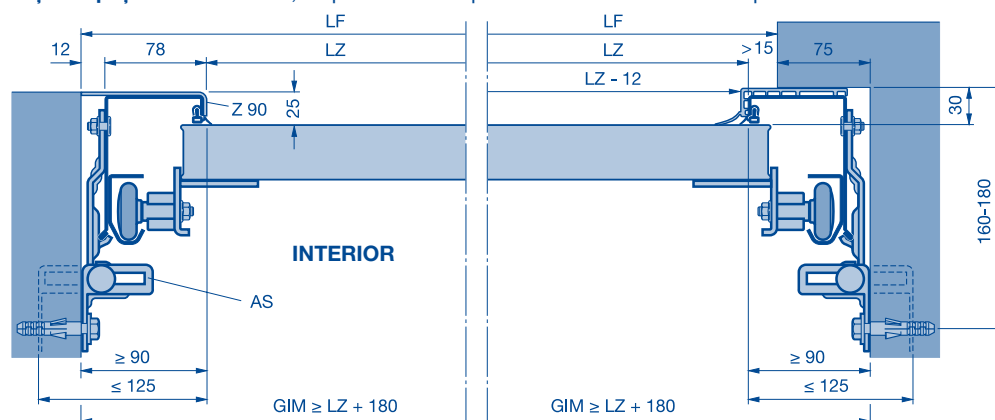 LF
LF
12
78
LZ
LZ
>15
75
LZ - 12
Z 90
25
30
160-180
INTERIOR
AS
≥ 90
≥ 90
≤ 125
≤ 125
GIM ≥ LZ + 180
GIM ≥ LZ + 180